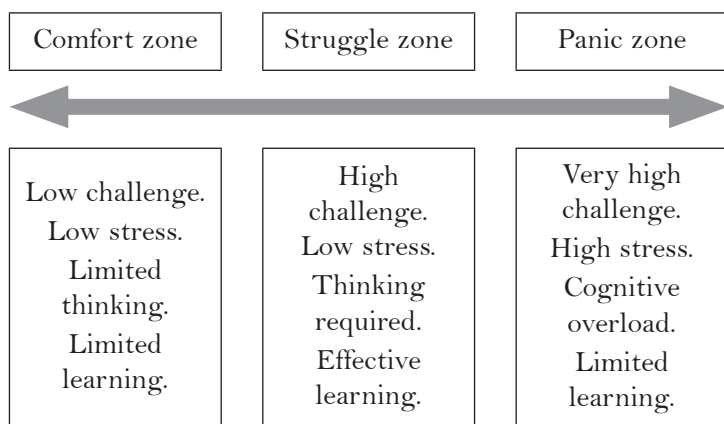 Comfort zone
Struggle zone
Panic zone
Low challenge.
Low stress.
Limited
thinking.
Limited
learning.
High
challenge.
Low stress.
Thinking
required.
Effective
learning.
Very high
challenge.
High stress.
Cognitive
overload.
Limited
learning.